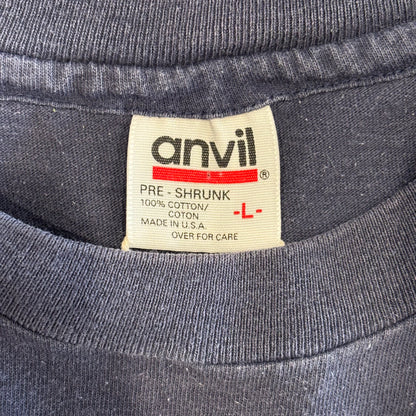 anvil
®
PRE - SHRUNK
100% COTTON/
COTON
-L-
MADE IN U.S.A.
OVER FOR CARE